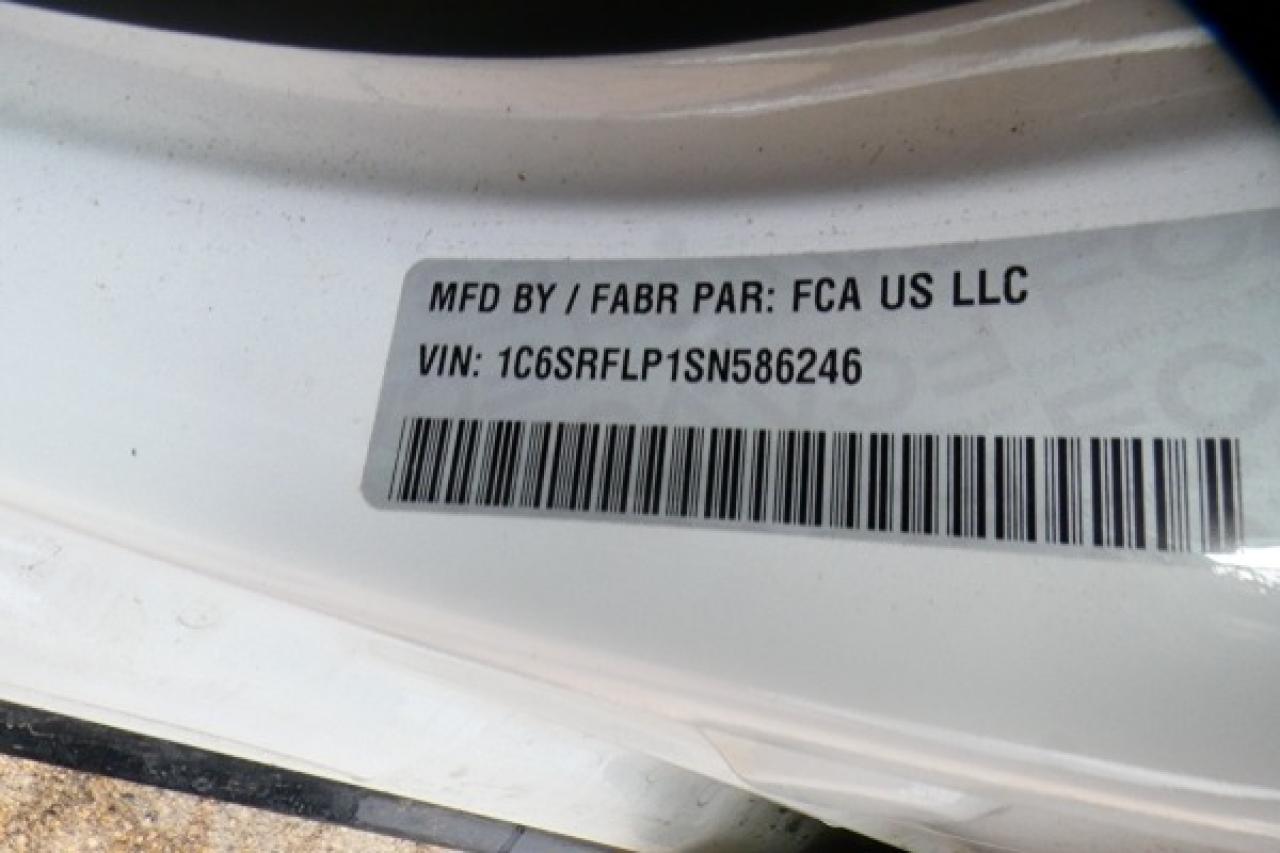 MFD BY / FABR PAR: FCA US LLC
VIN: 1C6SRFLP1SN586246